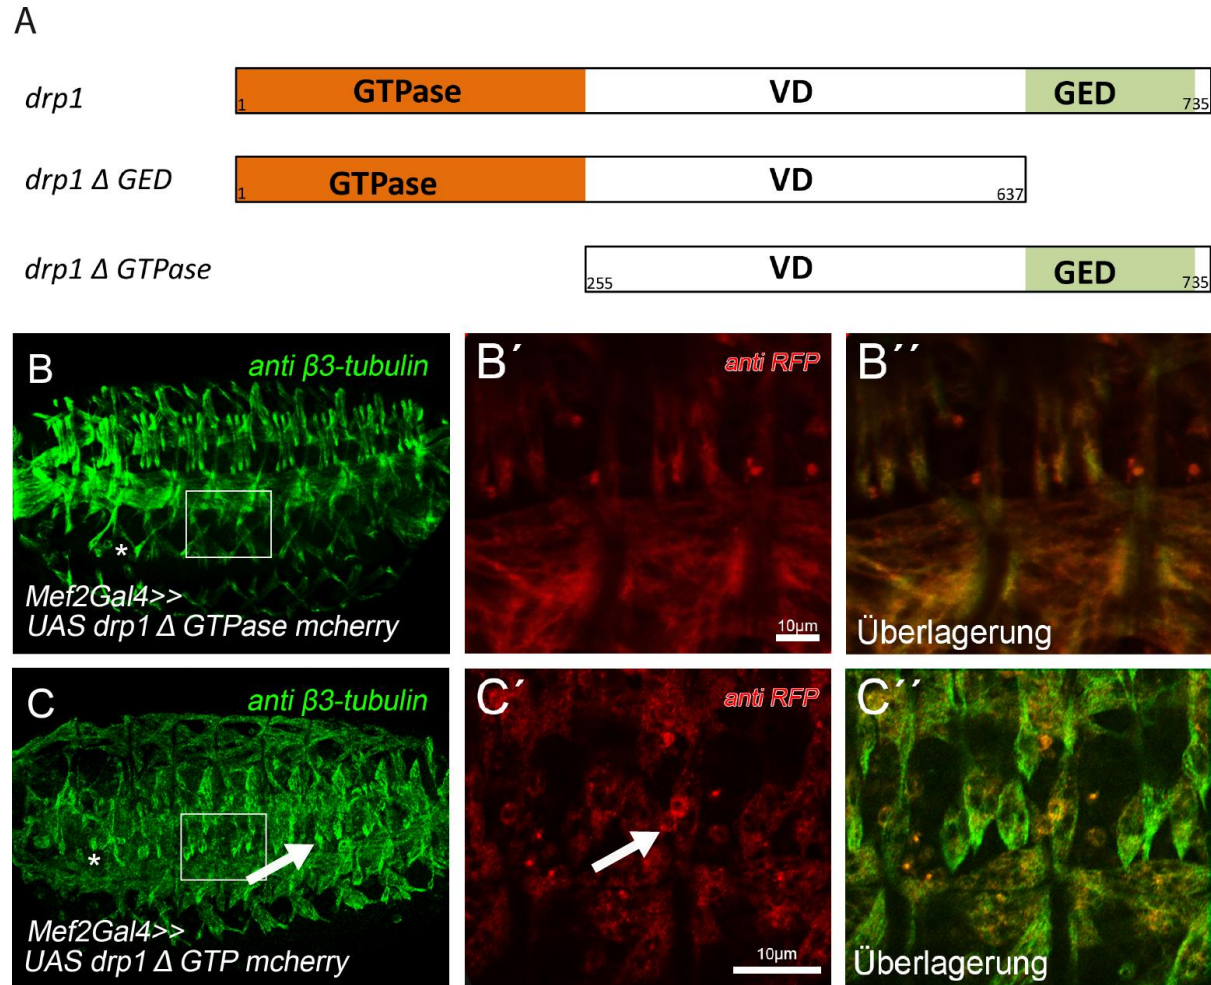 A
drp1
GTPase
VD
GED
1
735
drp1 Δ GED
GTPase
VD
1
637
drp1 Δ GTPase
VD
GED
255
735
B
anti β3-tubulin
*
Mef2Gal4>>
UAS drp1 Δ GTPase mcherry
B´
anti RFP
10µm
B´´
Überlagerung
C
anti β3-tubulin
*
Mef2Gal4>>
UAS drp1 Δ GTP mcherry
C´
anti RFP
10µm
C´´
Überlagerung